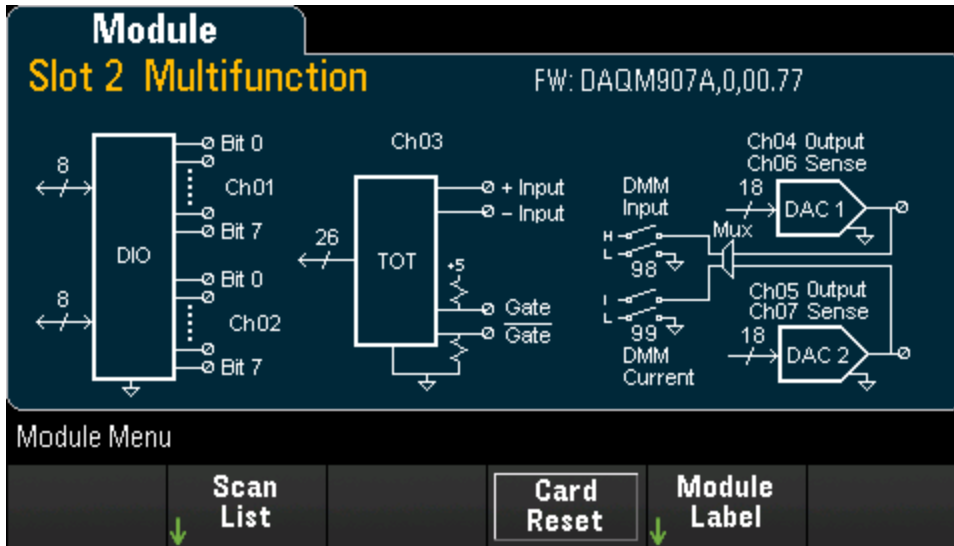 Module
Slot 2 Multifunction
FW: DAQM907A,0,00.77
8
DIO
Bit 0
Ch01
Bit 7
8
Bit 0
Ch02
Bit 7
Ch03
26
TOT
+ Input
– Input
+5
Gate
Gate
DMM
Input
H
L
98
I
L
99
DMM
Current
Mux
Ch04 Output
Ch06 Sense
18
DAC 1
Ch05 Output
Ch07 Sense
18
DAC 2
Module Menu
Scan
List
Card
Reset
Module
Label